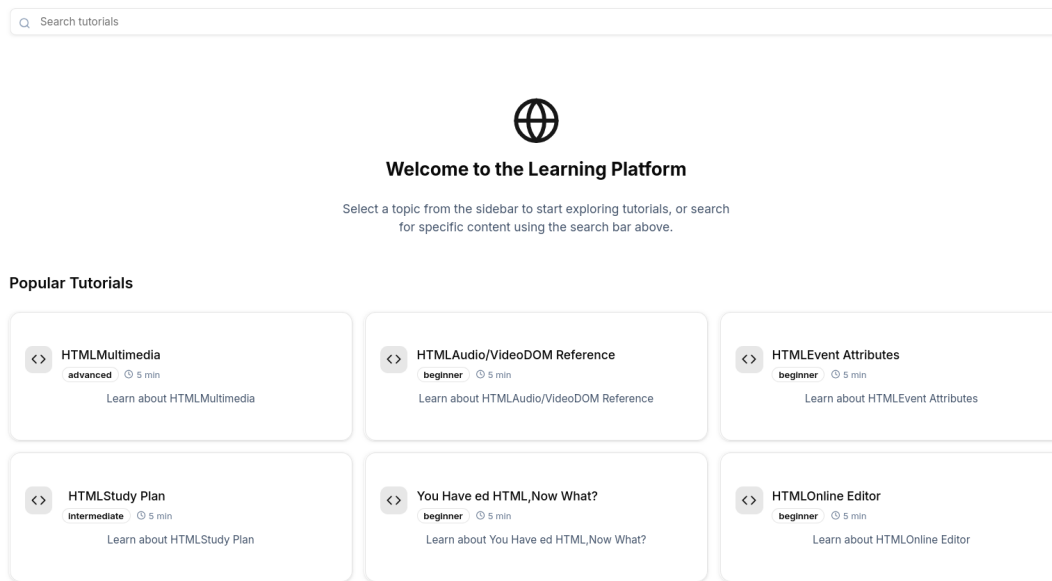 Search tutorials
Welcome to the Learning Platform
Select a topic from the sidebar to start exploring tutorials, or search
for specific content using the search bar above.
Popular Tutorials
HTMLMultimedia
advanced 5 min
Learn about HTMLMultimedia
HTMLAudio/VideoDOM Reference
beginner 5 min
Learn about HTMLAudio/VideoDOM Reference
HTMLEvent Attributes
beginner 5 min
Learn about HTMLEvent Attributes
HTMLStudy Plan
intermediate 5 min
Learn about HTMLStudy Plan
You Have ed HTML,Now What?
beginner 5 min
Learn about You Have ed HTML,Now What?
HTMLOnline Editor
beginner 5 min
Learn about HTMLOnline Editor